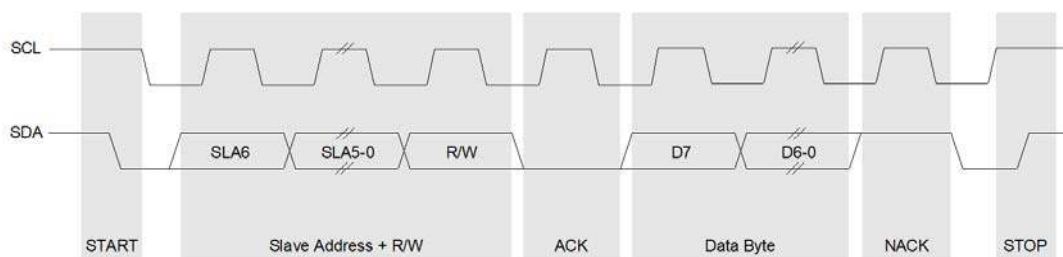 SCL
SDA
SLA6
SLA5-0
R/W
D7
D6-0
START
Slave Address + R/W
ACK
Data Byte
NACK
STOP